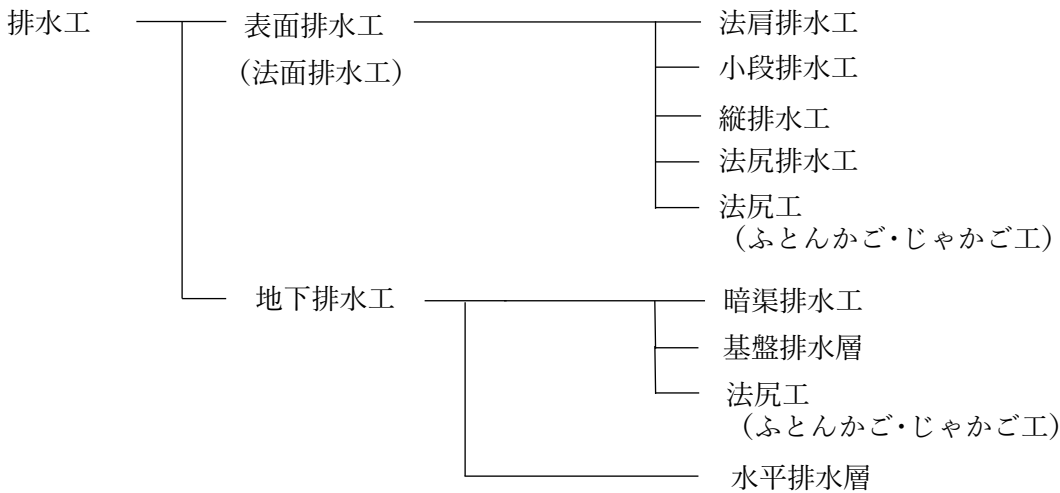 排水工
表面排水工
(法面排水工)
法肩排水工
小段排水工
縦排水工
法尻排水工
法尻工
(ふとんかご・じゃかご工)
地下排水工
暗渠排水工
基盤排水層
法尻工
(ふとんかご・じゃかご工)
水平排水層